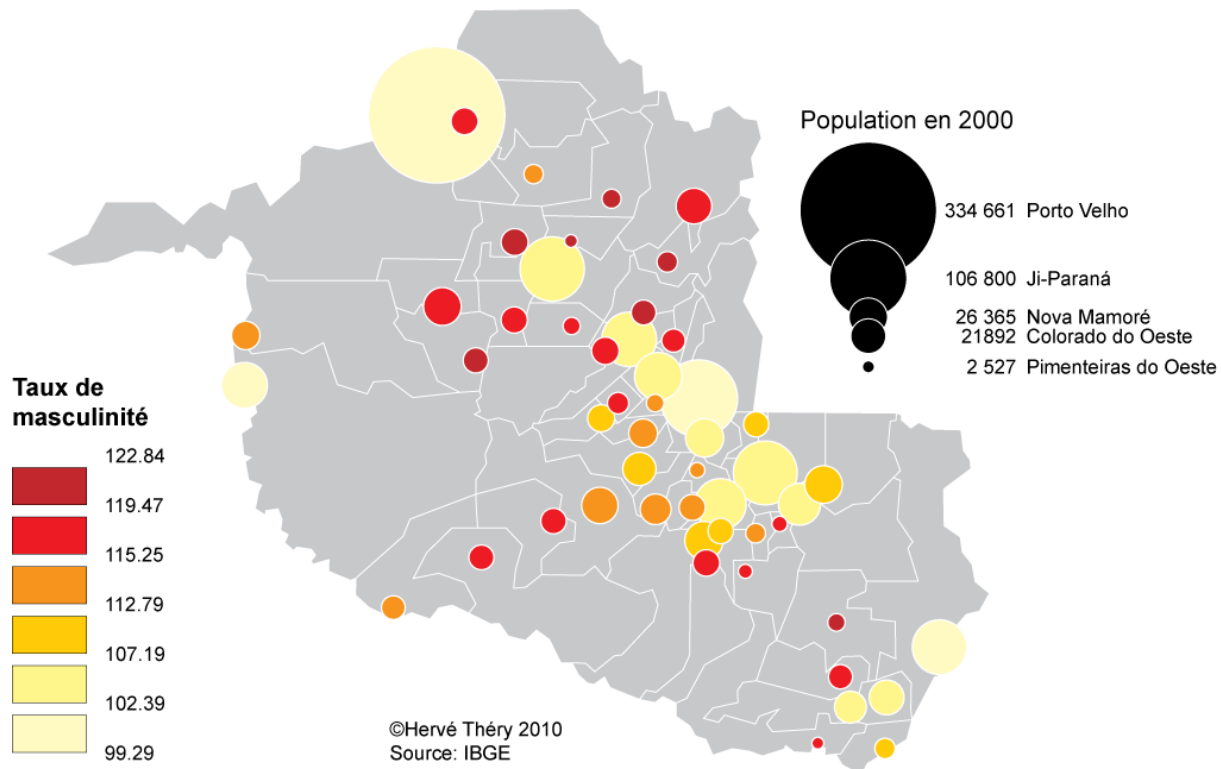 Population en 2000
334 661 Porto Velho
106 800 Ji-Paraná
26 365 Nova Mamoré
21892 Colorado do Oeste
2 527 Pimenteiras do Oeste
Taux de
masculinité
122.84
119.47
115.25
112.79
107.19
102.39
99.29
©Hervé Théry 2010
Source: IBGE